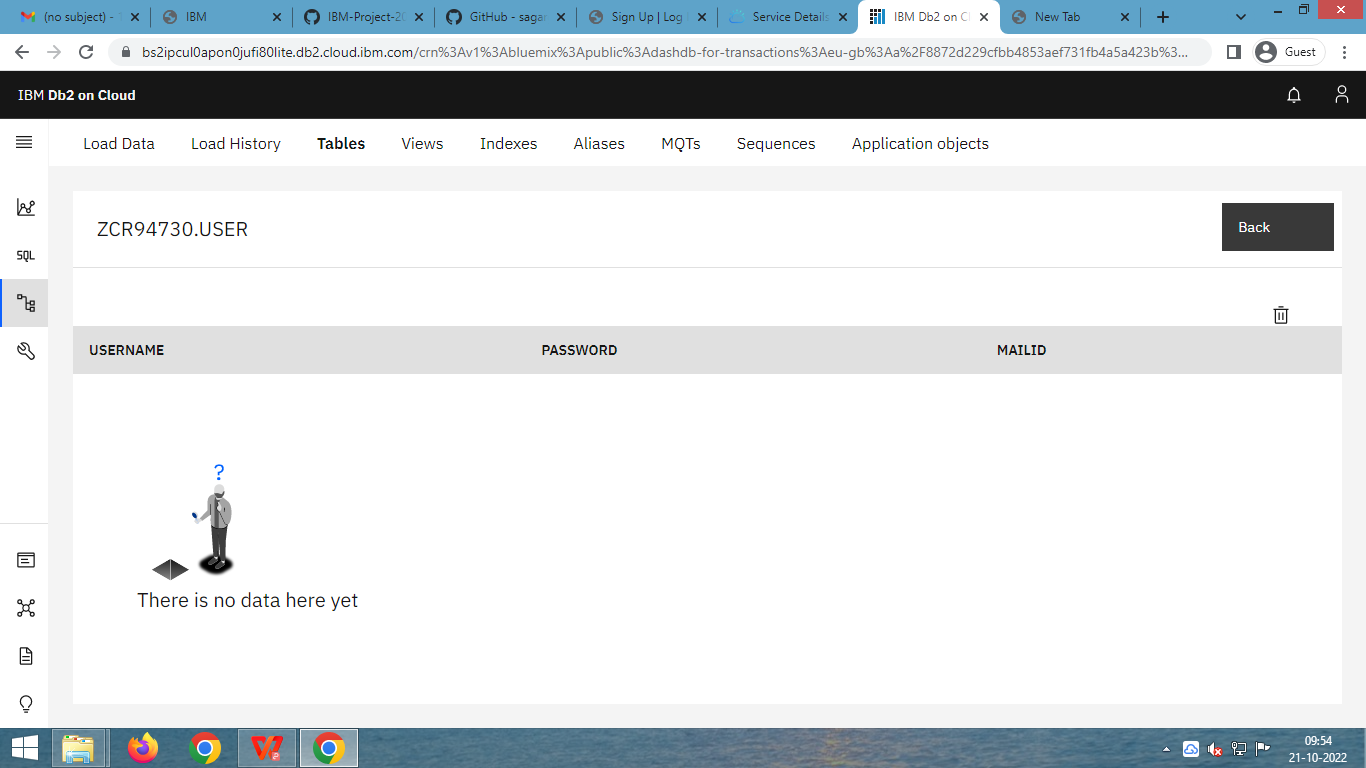 (no subject) -
IBM
IBM-Project-2
GitHub - sagar
Sign Up | Log
Service Details
IBM Db2 on Cl
New Tab
bs2ipcul0apon0jufi80lite.db2.cloud.ibm.com/crn%3Av1%3Abluemix%3Apublic%3Adashdb-for-transactions%3Aeu-gb%3Aa%2F8872d229cfbb4853aef731fb4a5a423b%3...
Guest
IBM Db2 on Cloud
Load Data Load History Tables Views Indexes Aliases MQTs Sequences Application objects
ZCR94730.USER
Back
SQL
USERNAME PASSWORD MAILID
?
There is no data here yet
09:54
21-10-2022